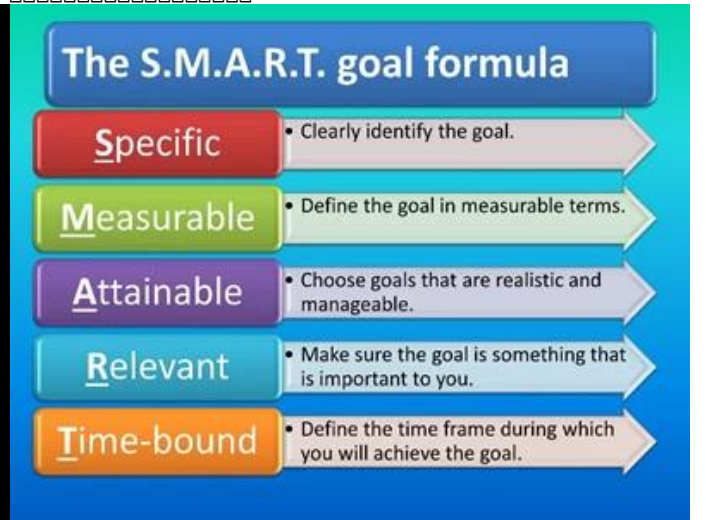 The S.M.A.R.T. goal formula
Specific
• Clearly identify the goal.
Measurable
• Define the goal in measurable terms.
Attainable
• Choose goals that are realistic and
manageable.
Relevant
• Make sure the goal is something that
is important to you.
Time-bound
• Define the time frame during which
you will achieve the goal.